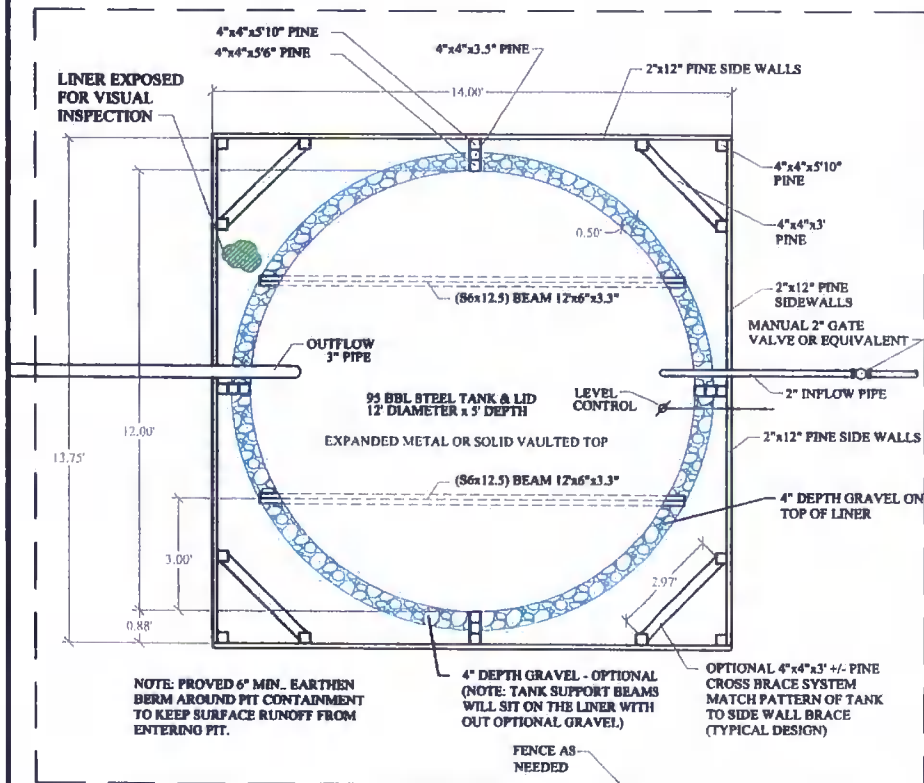 4"x4"x5'10" PINE
4"x4"x5'6" PINE
4"x4"x3.5" PINE
2"x12" PINE SIDE WALLS
LINER EXPOSED
FOR VISUAL
INSPECTION
14.00'
4"x4"x5'10"
PINE
4"x4"x3'
PINE
0.50'
(S6x12.5) BEAM 12'x6"x3.3"
2"x12" PINE
SIDEWALLS
MANUAL 2" GATE
VALVE OR EQUIVALENT
OUTFLOW
3" PIPE
95 BBL STEEL TANK & LID
12' DIAMETER x 5' DEPTH
LEVEL
CONTROL
2" INFLOW PIPE
EXPANDED METAL OR SOLID VAULTED TOP
12.00'
13.75'
2"x12" PINE SIDE WALLS
(S6x12.5) BEAM 12'x6"x3.3"
4" DEPTH GRAVEL ON
TOP OF LINER
3.00'
2.97'
0.88'
NOTE: PROVED 6" MIN.. EARTHEN
BERM AROUND PIT CONTAINMENT
TO KEEP SURFACE RUNOFF FROM
ENTERING PIT.
4" DEPTH GRAVEL - OPTIONAL
(NOTE: TANK SUPPORT BEAMS
WILL SIT ON THE LINER WITH
OUT OPTIONAL GRAVEL)
OPTIONAL 4"x4"x3' +/- PINE
CROSS BRACE SYSTEM
MATCH PATTERN OF TANK
TO SIDE WALL BRACE
(TYPICAL DESIGN)
FENCE AS
NEEDED